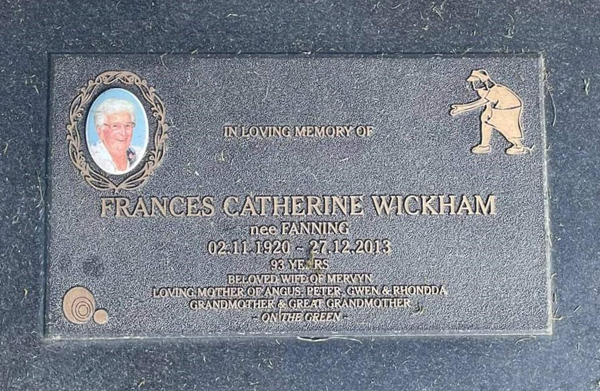 IN LOVING MEMORY OF
FRANCES CATHERINE WICKHAM
nee FANNING
02.11.1920 ~ 27.12.2013
93 YEARS
BELOVED WIFE OF MERVYN
LOVING MOTHER OF ANGUS, PETER, GWEN & RHONDDA
GRANDMOTHER & GREAT GRANDMOTHER
~ ON THE GREEN ~